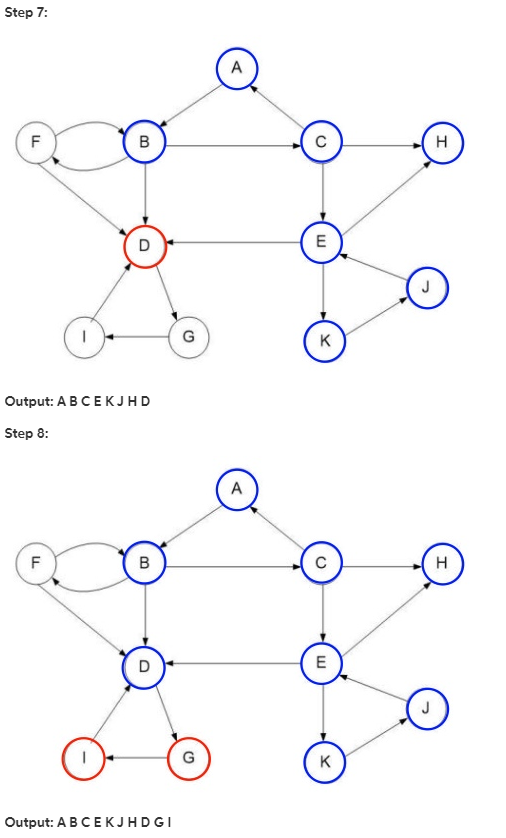 Step 7:
A
F B C H
D E
J
I G K
Output: A B C E K J H D
Step 8:
A
F B C H
D E
J
I G K
Output: A B C E K J H D G I